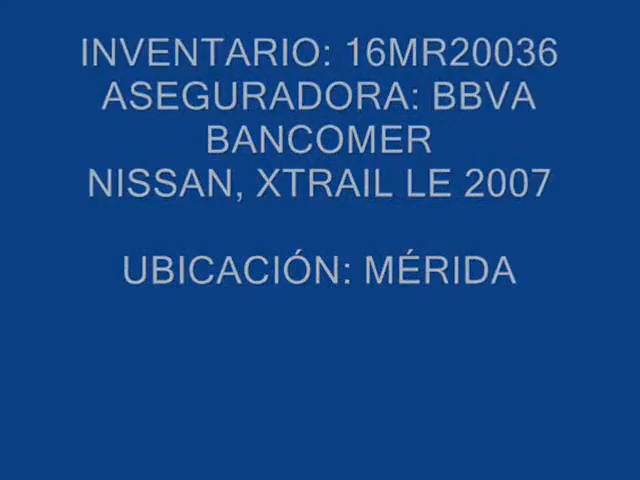 INVENTARIO: 16MR20036
ASEGURADORA: BBVA
BANCOMER
NISSAN, XTRAIL LE 2007
UBICACIÓN: MÉRIDA